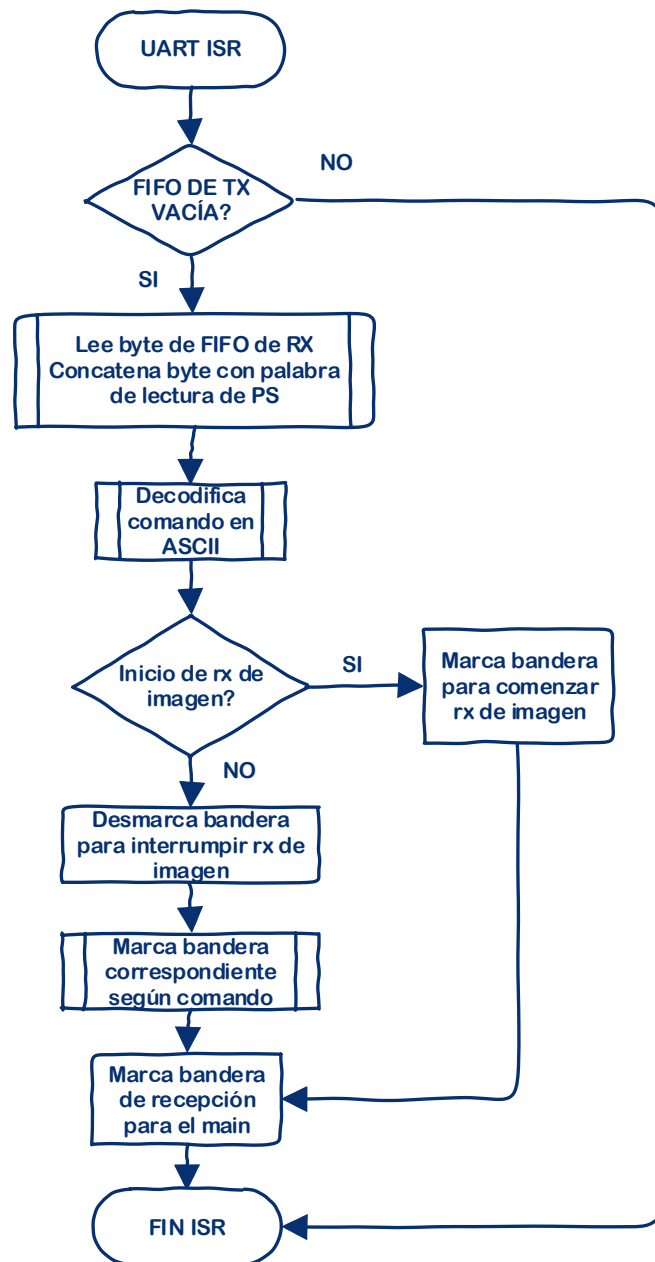 UART ISR
NO
FIFO DE TX
VACÍA?
SI
Lee byte de FIFO de RX
Concatena byte con palabra
de lectura de PS
Decodifica
comando en
ASCII
Inicio de rx de
imagen?
SI
Marca bandera
para comenzar
rx de imagen
NO
Desmarca bandera
para interrumpir rx de
imagen
Marca bandera
correspondiente
según comando
Marca bandera
de recepción
para el main
FIN ISR